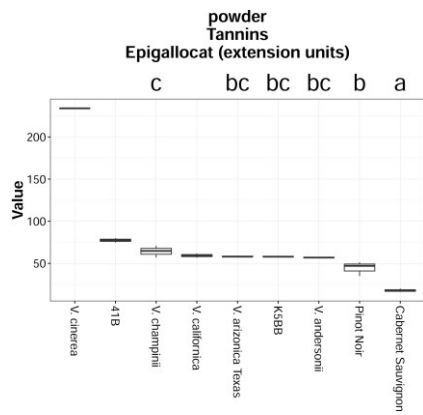 powder
Tannins
Epigallocat (extension units)
c bc bc bc b a
Value
200
150
100
50
V. cinerea
41B
V. champinii
V. californica
V. arizonica Texas
K5BB
V. andersonii
Pinot Noir
Cabernet Sauvignon